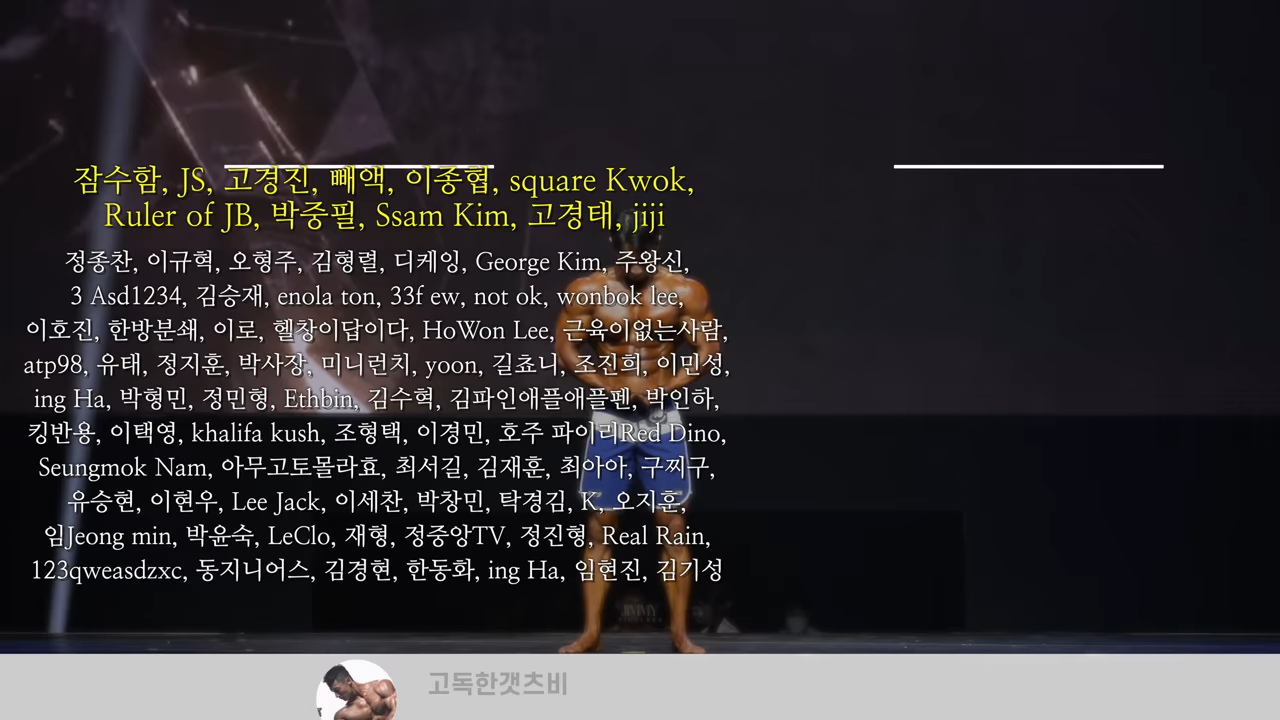 잠수함, JS, 고경진, 빼액, 이종협, square Kwok,
Ruler of JB, 박중필, Ssam Kim, 고경태, jiji
정종찬, 이규혁, 오형주, 김형렬, 디케잉, George Kim, 주왕신,
3 Asd1234, 김승재, enola ton, 33f ew, not ok, wonbok lee,
이호진, 한방분쇄, 이로, 헬창이답이다, HoWon Lee, 근육이없는사람,
atp98, 유태, 정지훈, 박사장, 미니런치, yoon, 길쵸니, 조진희, 이민성,
ing Ha, 박형민, 정민형, Ethbin, 김수혁, 김파인애플애플펜, 박인하,
킹반용, 이택영, khalifa kush, 조형택, 이경민, 호주 파이리Red Dino,
Seungmok Nam, 아무고토몰라효, 최서길, 김재훈, 최아아, 구찌구,
유승현, 이현우, Lee Jack, 이세찬, 박창민, 탁경김, K, 오지훈,
임Jeong min, 박윤숙, LeClo, 재형, 정중앙TV, 정진형, Real Rain,
123qweasdzxc, 동지니어스, 김경현, 한동화, ing Ha, 임현진, 김기성
고독한갯츠비